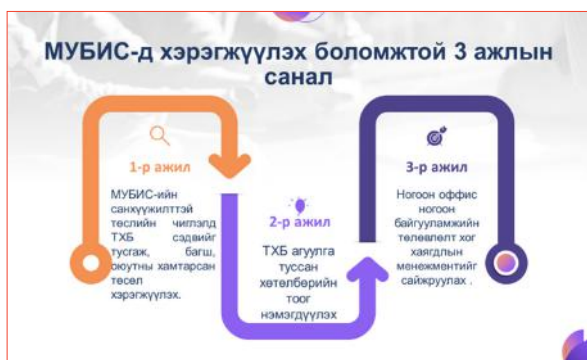 МУБИС-д хэрэгжүүлэх боломжтой 3 ажлын
санал
1-р ажил
МУБИС-ийн
санхүүжилттэй
төслийн чиглэлд
ТХБ сэдвийг
тусгаж, багш,
оюутны хамтарсан
төсөл
хэрэгжүүлэх.
2-р ажил
ТХБ агуулга
туссан
хөтөлбөрийн
тоог
нэмэгдүүлэх
3-р ажил
Ногоон оффис
ногоон
байгууламжийн
төлөвлөлт хог
хаягдлын
менежментийг
сайжруулах .